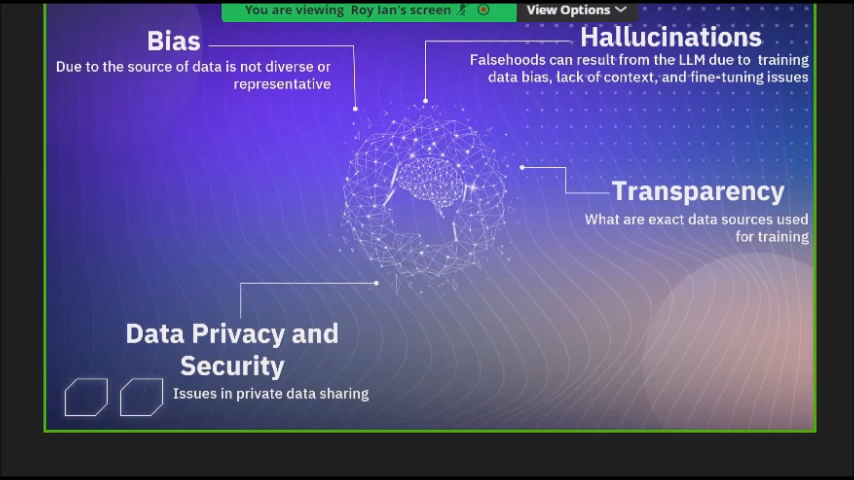 You are viewing Roy Ian's screen
View Options
Bias
Due to the source of data is not diverse or
representative
Hallucinations
Falsehoods can result from the LLM due to training
data bias, lack of context, and fine-tuning issues
Transparency
What are exact data sources used
for training
Data Privacy and
Security
Issues in private data sharing